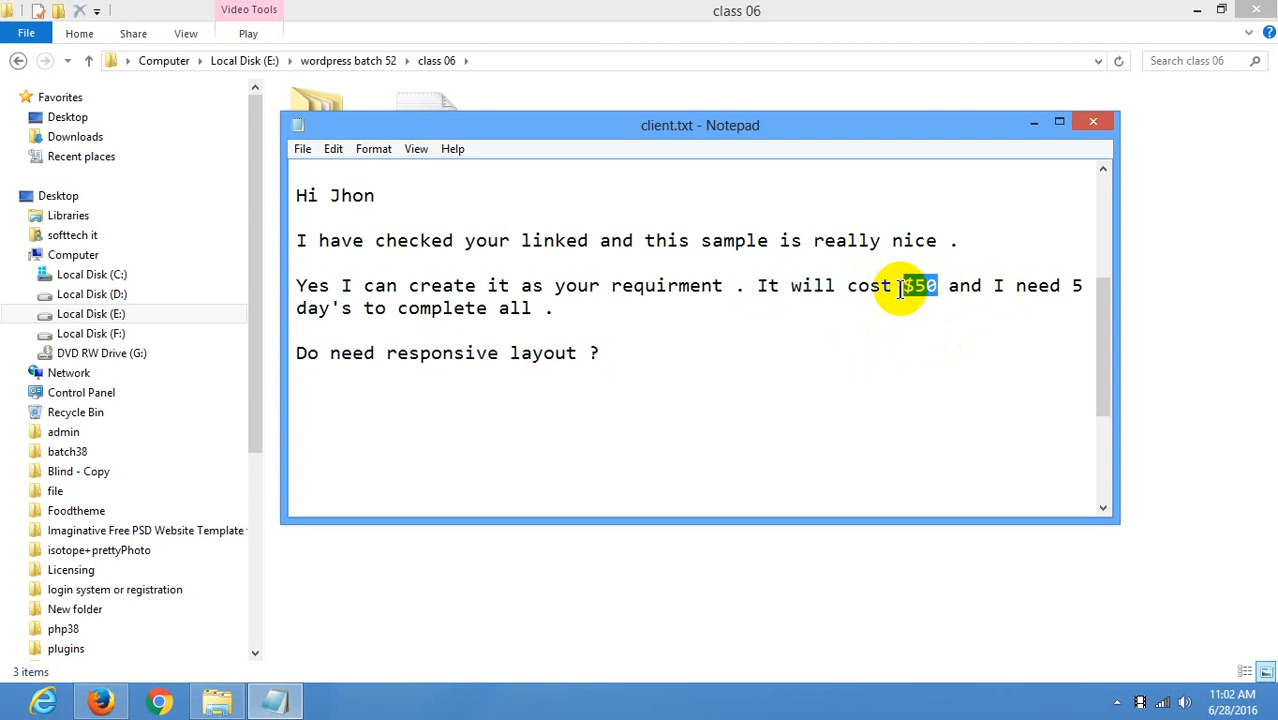 Video Tools
class 06
File
Home
Share
View
Play
Computer
Local Disk (E:)
wordpress batch 52
class 06
Search class 06
Favorites
Desktop
Downloads
Recent places
Desktop
Libraries
softtech it
Computer
Local Disk (C:)
Local Disk (D:)
Local Disk (E:)
Local Disk (F:)
DVD RW Drive (G:)
Network
Control Panel
Recycle Bin
admin
batch38
Blind - Copy
file
Foodtheme
Imaginative Free PSD Website Template
isotope+prettyPhoto
Licensing
login system or registration
New folder
php38
plugins
client.txt - Notepad
File Edit Format View Help
Hi Jhon
I have checked your linked and this sample is really nice .
Yes I can create it as your requirment . It will cost $50 and I need 5
day's to complete all .
Do need responsive layout ?
3 items
11:02 AM
6/28/2016